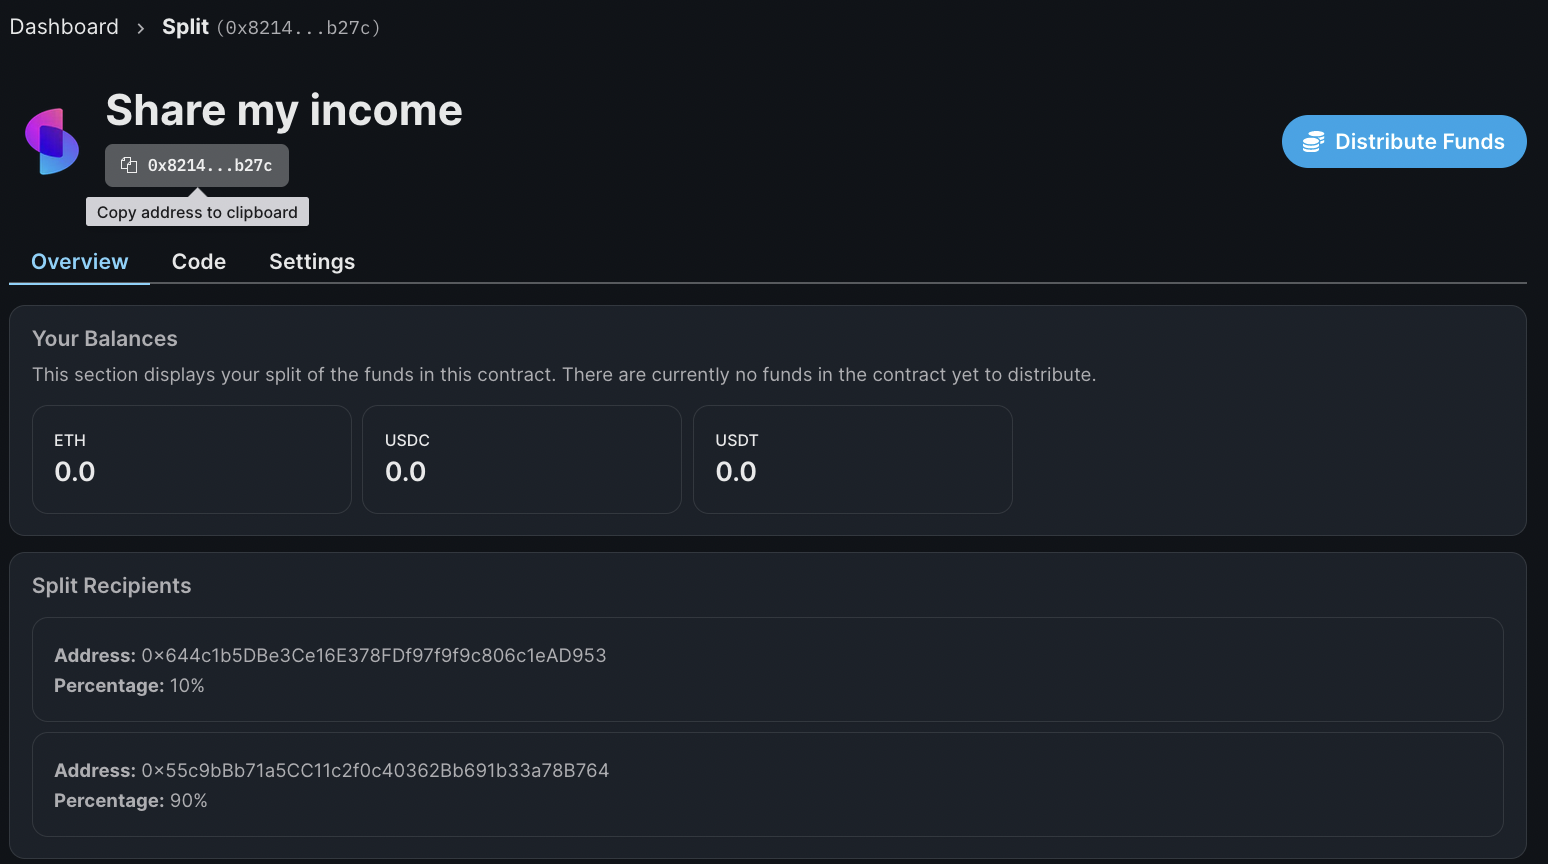 Dashboard > Split (0x8214...b27c)
Share my income
0x8214...b27c
Distribute Funds
Copy address to clipboard
Overview Code Settings
Your Balances
This section displays your split of the funds in this contract. There are currently no funds in the contract yet to distribute.
ETH
0.0
USDC
0.0
USDT
0.0
Split Recipients
Address: 0x644c1b5DBe3Ce16E378FDf97f9f9c806c1eAD953
Percentage: 10%
Address: 0x55c9bBb71a5CC11c2f0c40362Bb691b33a78B764
Percentage: 90%